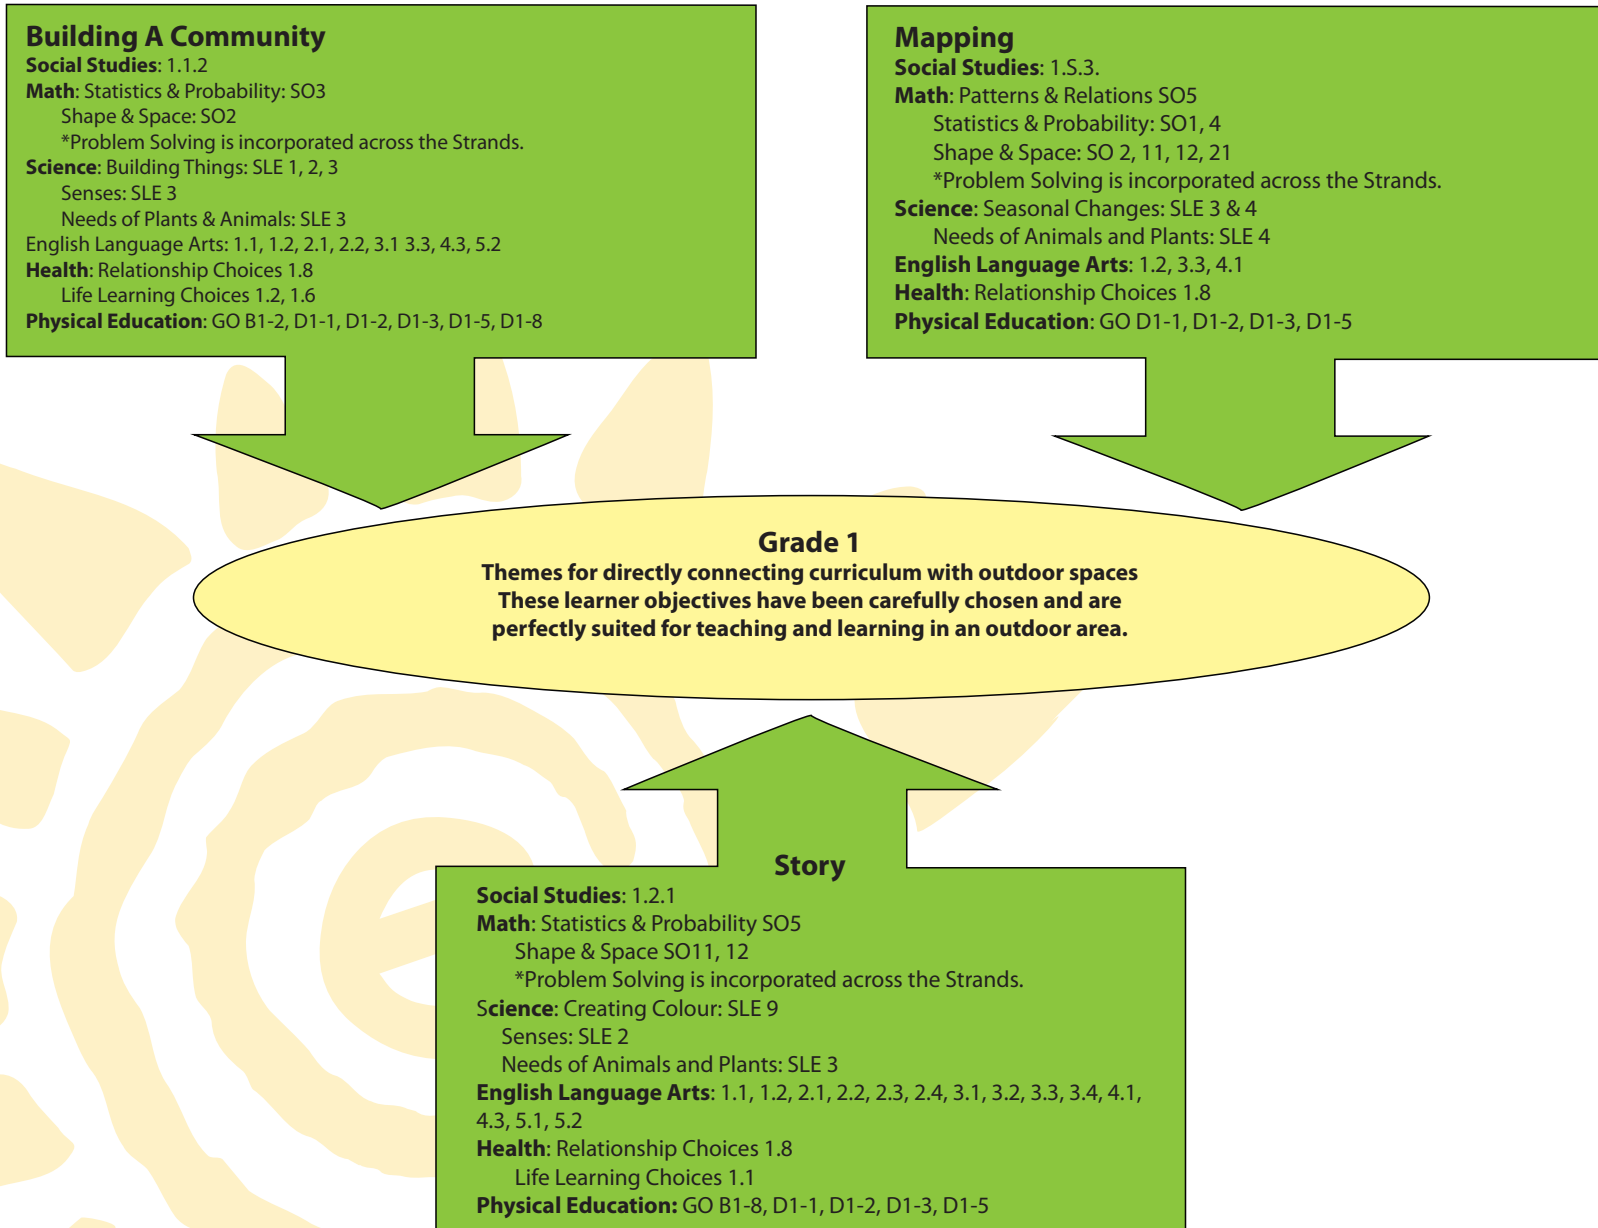 Building A Community
Social Studies: 1.1.2
Math: Statistics & Probability: SO3
Shape & Space: SO2
*Problem Solving is incorporated across the Strands.
Science: Building Things: SLE 1, 2, 3
Senses: SLE 3
Needs of Plants & Animals: SLE 3
English Language Arts: 1.1, 1.2, 2.1, 2.2, 3.1 3.3, 4.3, 5.2
Health: Relationship Choices 1.8
Life Learning Choices 1.2, 1.6
Physical Education: GO B1-2, D1-1, D1-2, D1-3, D1-5, D1-8
Mapping
Social Studies: 1.S.3.
Math: Patterns & Relations SO5
Statistics & Probability: SO1, 4
Shape & Space: SO 2, 11, 12, 21
*Problem Solving is incorporated across the Strands.
Science: Seasonal Changes: SLE 3 & 4
Needs of Animals and Plants: SLE 4
English Language Arts: 1.2, 3.3, 4.1
Health: Relationship Choices 1.8
Physical Education: GO D1-1, D1-2, D1-3, D1-5
Grade 1
Themes for directly connecting curriculum with outdoor spaces
These learner objectives have been carefully chosen and are
perfectly suited for teaching and learning in an outdoor area.
Story
Social Studies: 1.2.1
Math: Statistics & Probability SO5
Shape & Space SO11, 12
*Problem Solving is incorporated across the Strands.
Science: Creating Colour: SLE 9
Senses: SLE 2
Needs of Animals and Plants: SLE 3
English Language Arts: 1.1, 1.2, 2.1, 2.2, 2.3, 2.4, 3.1, 3.2, 3.3, 3.4, 4.1,
4.3, 5.1, 5.2
Health: Relationship Choices 1.8
Life Learning Choices 1.1
Physical Education: GO B1-8, D1-1, D1-2, D1-3, D1-5